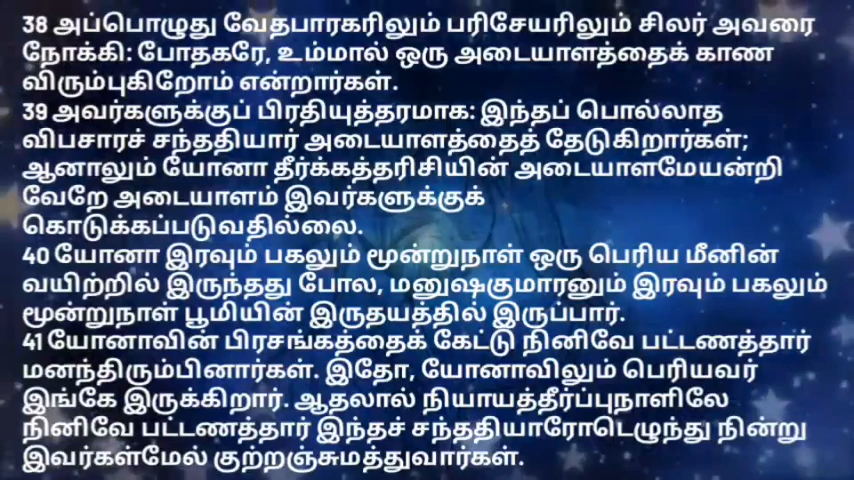 38 அப்பொழுது வேதபாரகரிலும் பரிசேயரிலும் சிலர் அவரை
நோக்கி: போதகரே, உம்மால் ஒரு அடையாளத்தைக் காண
விரும்புகிறோம் என்றார்கள்.
39 அவர்களுக்குப் பிரதியுத்தரமாக: இந்தப் பொல்லாத
விபசாரச் சந்ததியார் அடையாளத்தைத் தேடுகிறார்கள்;
ஆனாலும் யோனா தீர்க்கத்தரிசியின் அடையாளமேயன்றி
வேறே அடையாளம் இவர்களுக்குக்
கொடுக்கப்படுவதில்லை.
40 யோனா இரவும் பகலும் மூன்றுநாள் ஒரு பெரிய மீனின்
வயிற்றில் இருந்தது போல, மனுஷகுமாரனும் இரவும் பகலும்
மூன்றுநாள் பூமியின் இருதயத்தில் இருப்பார்.
41 யோனாவின் பிரசங்கத்தைக் கேட்டு நினிவே பட்டணத்தார்
மனந்திரும்பினார்கள். இதோ, யோனாவிலும் பெரியவர்
இங்கே இருக்கிறார். ஆதலால் நியாயத்தீர்ப்புநாளிலே
நினிவே பட்டணத்தார் இந்தச் சந்ததியாரோடெழுந்து நின்று
இவர்கள்மேல் குற்றஞ்சுமத்துவார்கள்.